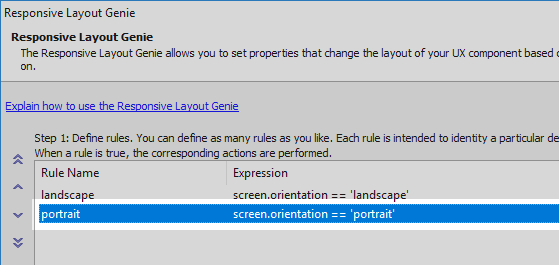 Responsive Layout Genie
Responsive Layout Genie
The Responsive Layout Genie allows you to set properties that change the layout of your UX component based
on.
Explain how to use the Responsive Layout Genie
Step 1: Define rules. You can define as many rules as you like. Each rule is intended to identity a particular de
When a rule is true, the corresponding actions are performed.
Rule Name Expression
landscape screen.orientation == 'landscape'
portrait screen.orientation == 'portrait'